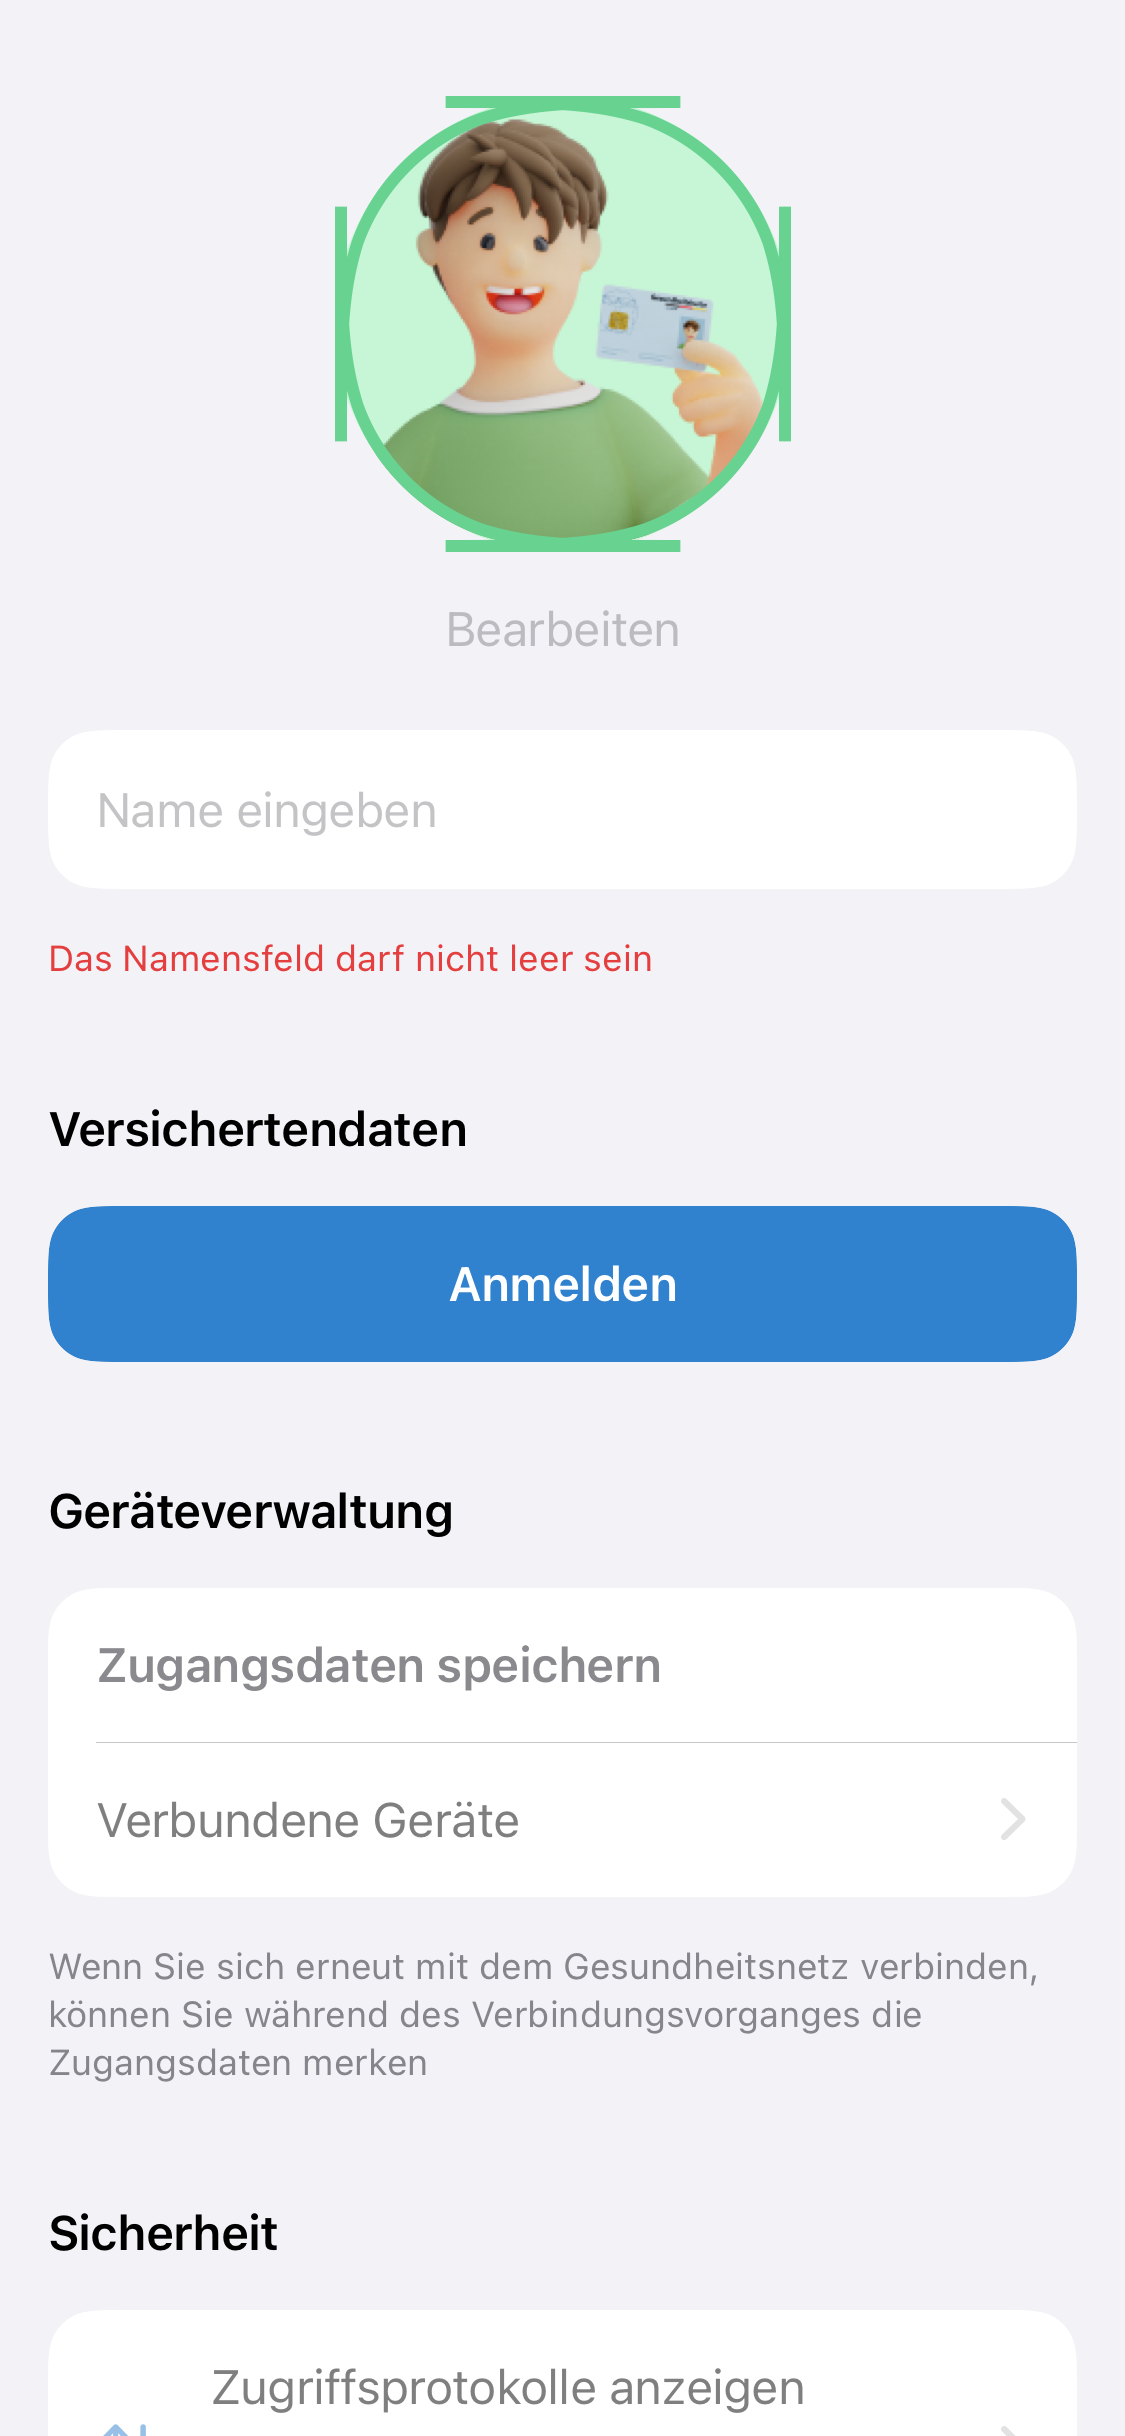 Bearbeiten
Name eingeben
Das Namensfeld darf nicht leer sein
Versichertendaten
Anmelden
Geräteverwaltung
Zugangsdaten speichern
Verbundene Geräte
Wenn Sie sich erneut mit dem Gesundheitsnetz verbinden,
können Sie während des Verbindungsvorganges die
Zugangsdaten merken
Sicherheit
Zugriffsprotokolle anzeigen